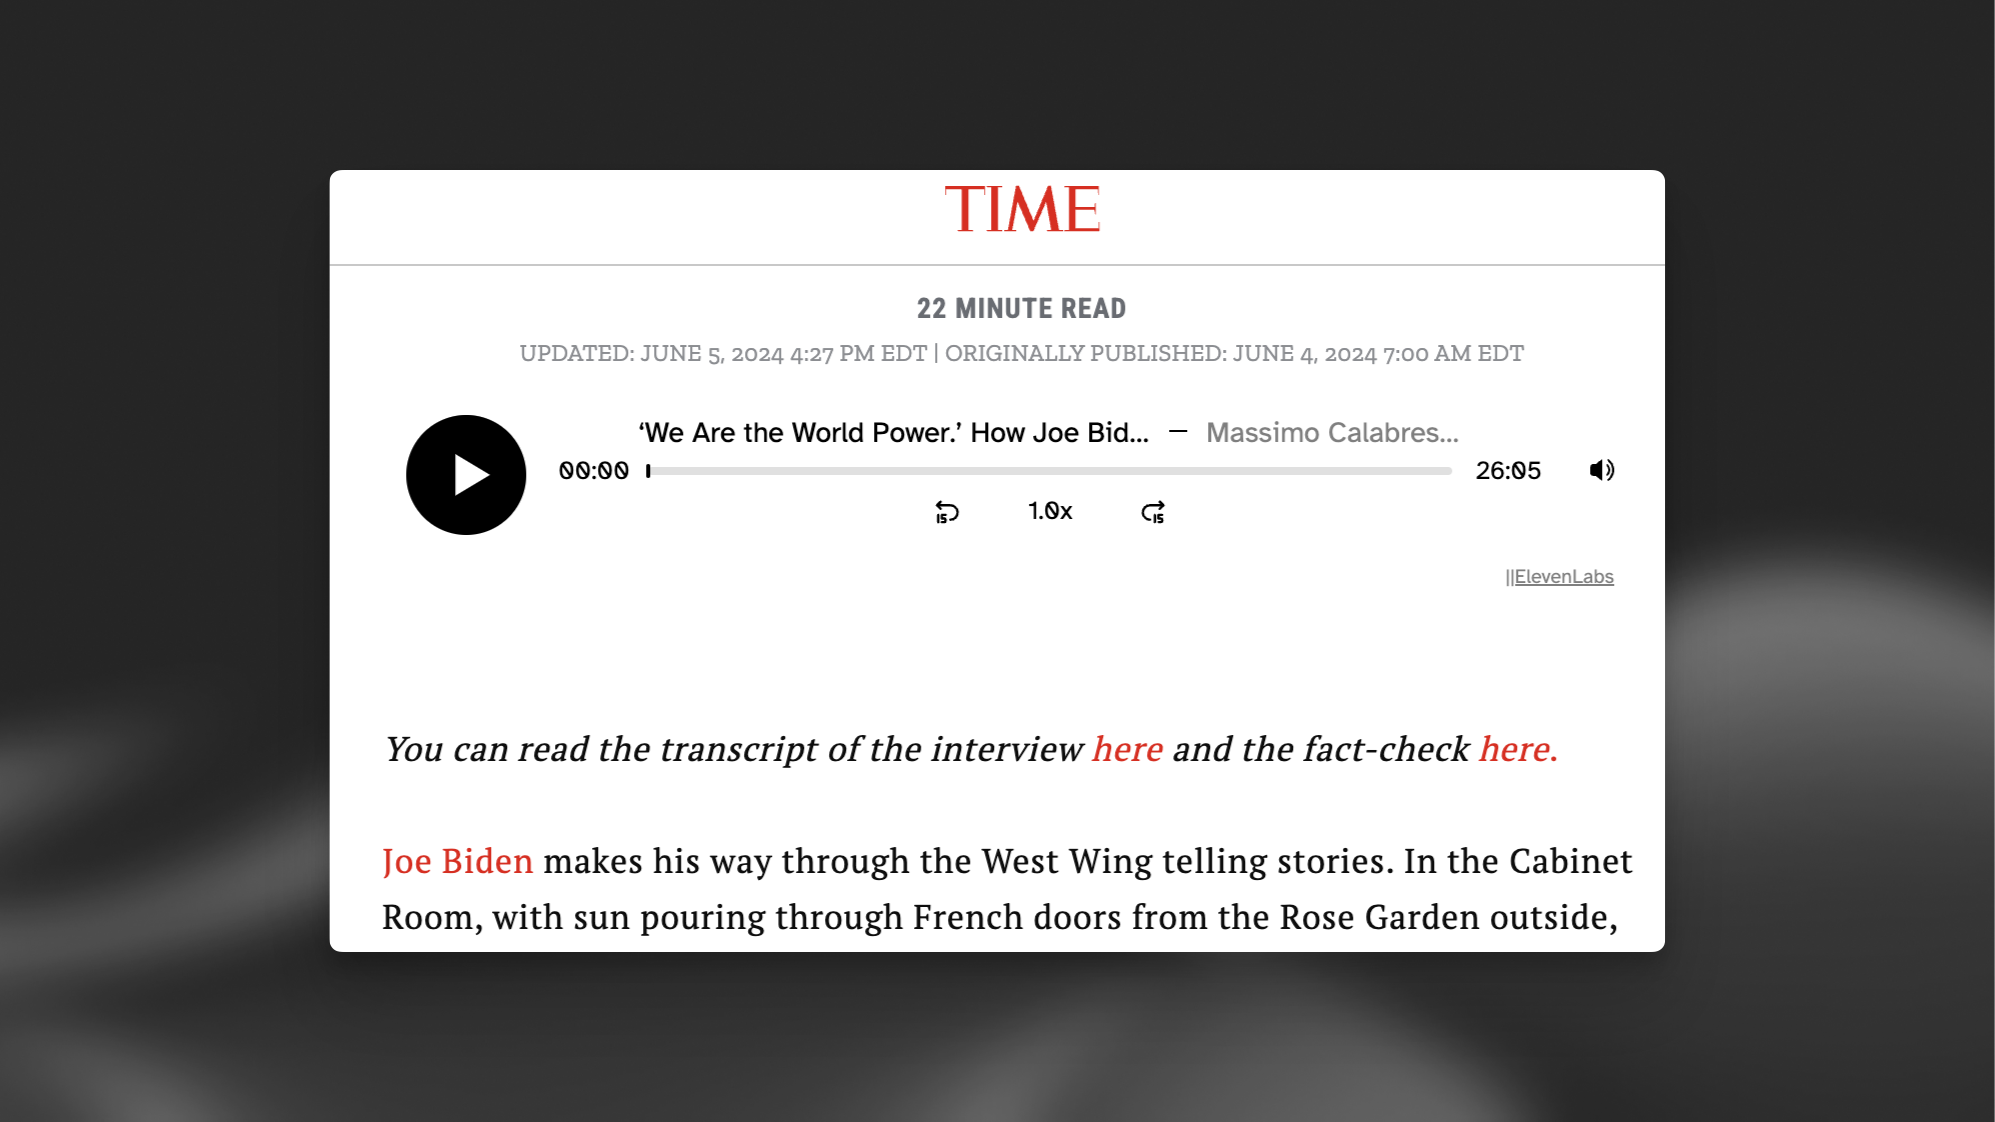 TIME
22 MINUTE READ
UPDATED: JUNE 5, 2024 4:27 PM EDT | ORIGINALLY PUBLISHED: JUNE 4, 2024 7:00 AM EDT
‘We Are the World Power.’ How Joe Bid... — Massimo Calabres...
00:00 26:05
15 1.0x 15
||ElevenLabs
You can read the transcript of the interview here and the fact-check here.
Joe Biden makes his way through the West Wing telling stories. In the Cabinet
Room, with sun pouring through French doors from the Rose Garden outside,